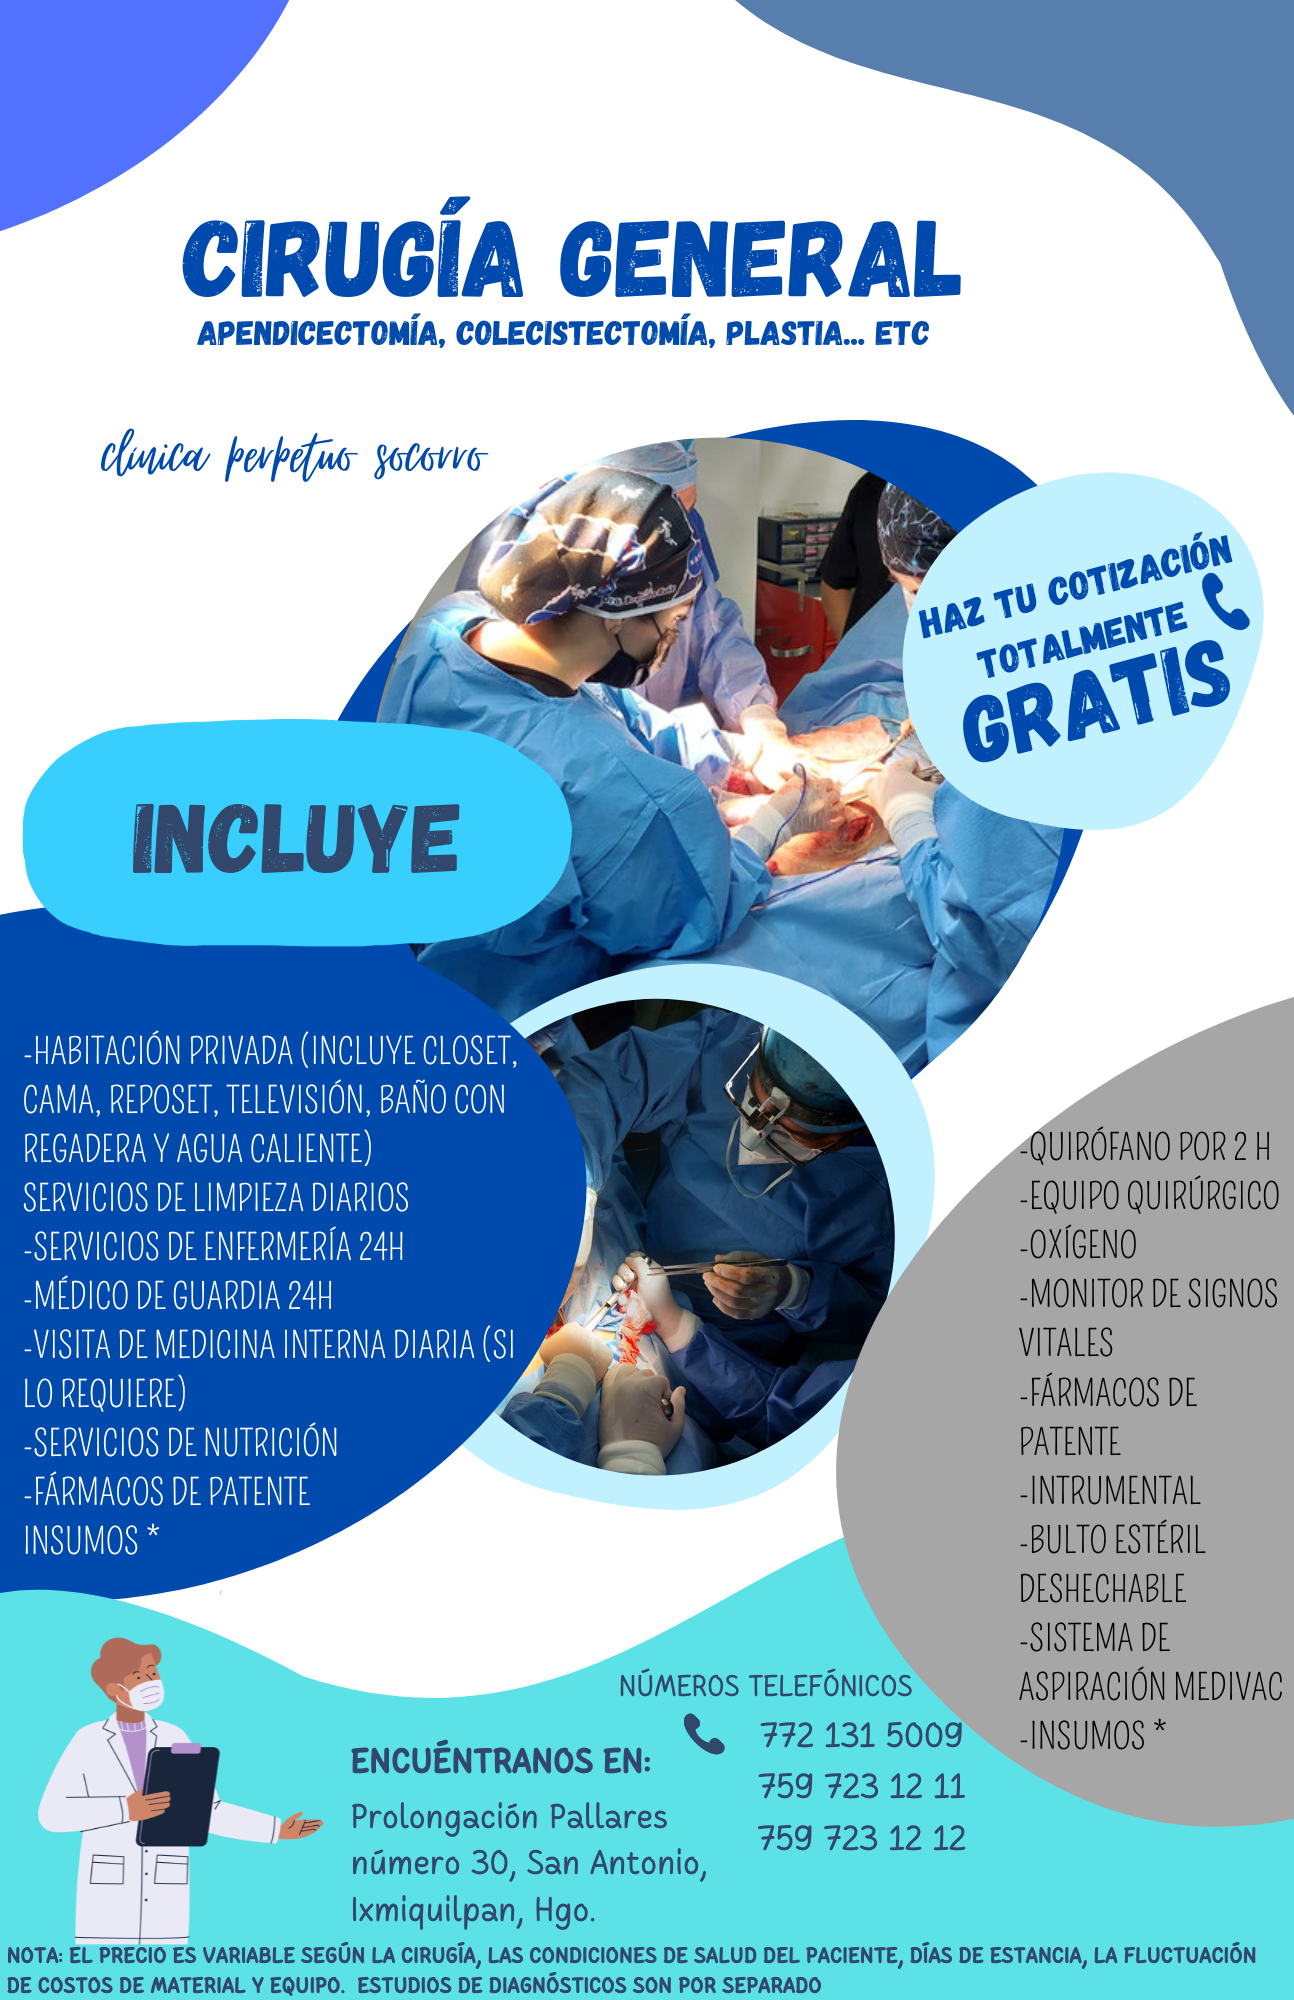 CIRUGÍA GENERAL
APENDICECTOMÍA, COLECISTECTOMÍA, PLASTIA... ETC
clínica perpetuo socorro
HAZ TU COTIZACIÓN
TOTALMENTE
GRATIS
INCLUYE
-HABITACIÓN PRIVADA (INCLUYE CLOSET,
CAMA, REPOSET, TELEVISIÓN, BAÑO CON
REGADERA Y AGUA CALIENTE)
SERVICIOS DE LIMPIEZA DIARIOS
-SERVICIOS DE ENFERMERÍA 24H
-MÉDICO DE GUARDIA 24H
-VISITA DE MEDICINA INTERNA DIARIA (SI
LO REQUIERE)
-SERVICIOS DE NUTRICIÓN
-FÁRMACOS DE PATENTE
INSUMOS *
-QUIRÓFANO POR 2 H
-EQUIPO QUIRÚRGICO
-OXÍGENO
-MONITOR DE SIGNOS
VITALES
-FÁRMACOS DE
PATENTE
-INTRUMENTAL
-BULTO ESTÉRIL
DESHECHABLE
-SISTEMA DE
ASPIRACIÓN MEDIVAC
-INSUMOS *
NÚMEROS TELEFÓNICOS
772 131 5009
759 723 12 11
759 723 12 12
ENCUÉNTRANOS EN:
Prolongación Pallares
número 30, San Antonio,
Ixmiquilpan, Hgo.
NOTA: EL PRECIO ES VARIABLE SEGÚN LA CIRUGÍA, LAS CONDICIONES DE SALUD DEL PACIENTE, DÍAS DE ESTANCIA, LA FLUCTUACIÓN
DE COSTOS DE MATERIAL Y EQUIPO. ESTUDIOS DE DIAGNÓSTICOS SON POR SEPARADO